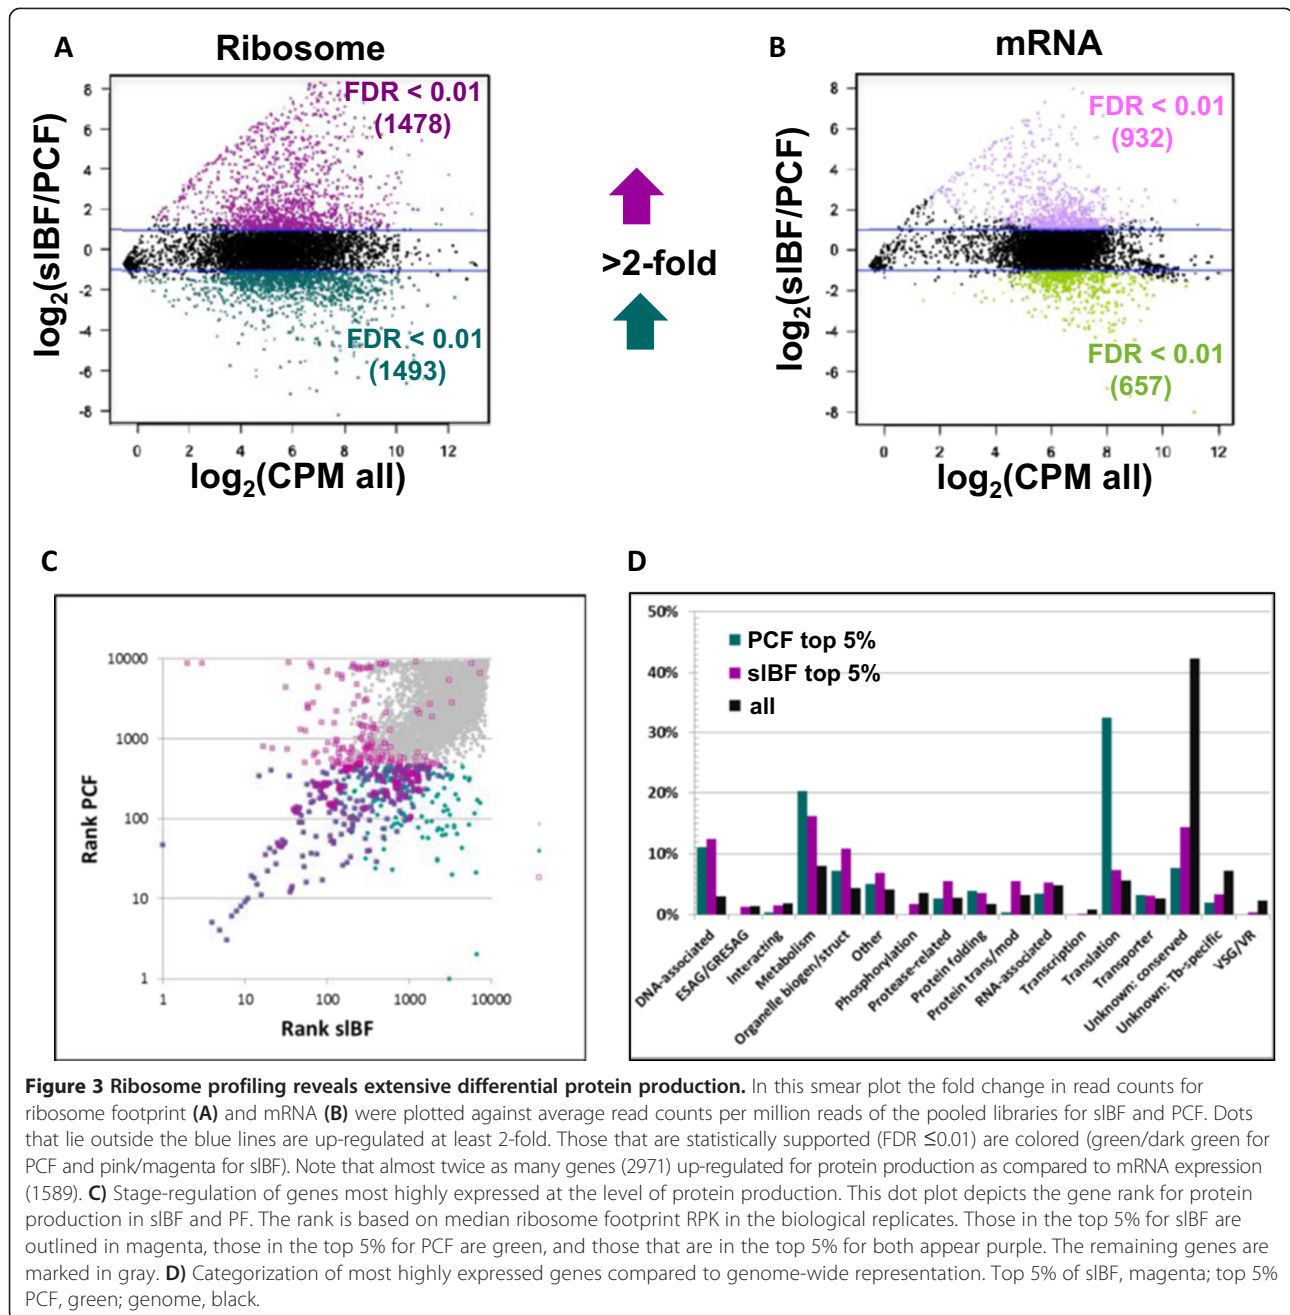 A
Ribosome
B
mRNA
FDR < 0.01
(1478)
FDR < 0.01
(1493)
8
6
4
2
0
-2
-4
-6
-8
log2(slBF/PCF)
0 2 4 6 8 10 12
log2(CPM all)
>2-fold
FDR < 0.01
(932)
FDR < 0.01
(657)
8
6
4
2
0
-2
-4
-6
-8
log2(slBF/PCF)
0 2 4 6 8 10 12
log2(CPM all)
C
10000
1000
100
10
1
Rank PCF
1 10 100 1000 10000
Rank slBF
D
50%
40%
30%
20%
10%
0%
PCF top 5%
slBF top 5%
all
DNA-associated
ESAG/GRESAG
Interacting
Metabolism
Organelle biogen/struct
Other
Phosphorylation
Protease-related
Protein folding
Protein trans/mod
RNA-associated
Transcription
Translation
Transporter
Unknown: conserved
Unknown: Tb-specific
VSG/VR
Figure 3 Ribosome profiling reveals extensive differential protein production. In this smear plot the fold change in read counts for
ribosome footprint (A) and mRNA (B) were plotted against average read counts per million reads of the pooled libraries for slBF and PCF. Dots
that lie outside the blue lines are up-regulated at least 2-fold. Those that are statistically supported (FDR ≤0.01) are colored (green/dark green for
PCF and pink/magenta for slBF). Note that almost twice as many genes (2971) up-regulated for protein production as compared to mRNA expression
(1589). C) Stage-regulation of genes most highly expressed at the level of protein production. This dot plot depicts the gene rank for protein
production in slBF and PF. The rank is based on median ribosome footprint RPK in the biological replicates. Those in the top 5% for slBF are
outlined in magenta, those in the top 5% for PCF are green, and those that are in the top 5% for both appear purple. The remaining genes are
marked in gray. D) Categorization of most highly expressed genes compared to genome-wide representation. Top 5% of slBF, magenta; top 5%
PCF, green; genome, black.